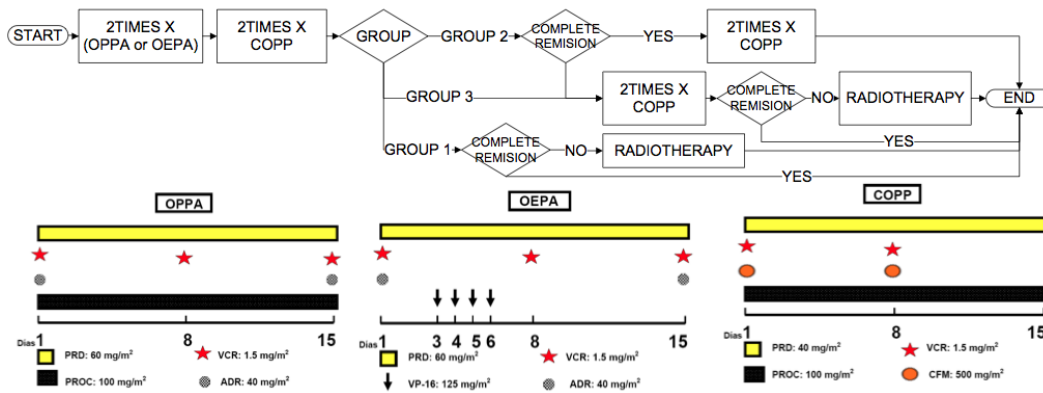 START
2TIMES X
(OPPA or OEPA)
2TIMES X
COPP
GROUP
GROUP 2
COMPLETE
REMISION
YES
2TIMES X
COPP
GROUP 3
2TIMES X
COPP
COMPLETE
REMISION
NO
RADIOTHERAPY
END
GROUP 1
COMPLETE
REMISION
NO
RADIOTHERAPY
YES
YES
OPPA
Dias 1 8 15
PRD: 60 mg/m²
VCR: 1.5 mg/m²
PROC: 100 mg/m²
ADR: 40 mg/m²
OEPA
Dias 1 3 4 5 6 8 15
PRD: 60 mg/m²
VCR: 1.5 mg/m²
VP-16: 125 mg/m²
ADR: 40 mg/m²
COPP
Dias 1 8 15
PRD: 40 mg/m²
VCR: 1.5 mg/m²
PROC: 100 mg/m²
CFM: 500 mg/m²